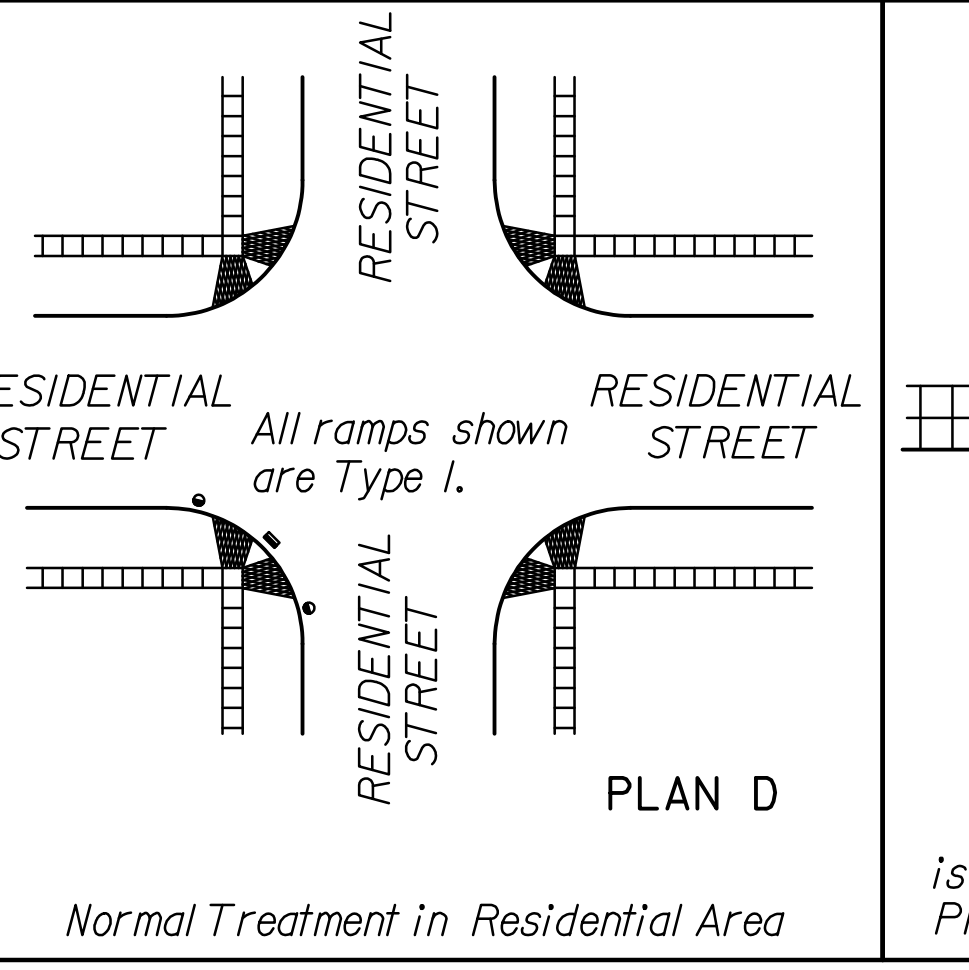 RESIDENTIAL
STREET
ESIDENTIAL
STREET
All ramps shown
are Type I.
RESIDENTIAL
STREET
RESIDENTIAL
STREET
PLAN D
Normal Treatment in Residential Area
is